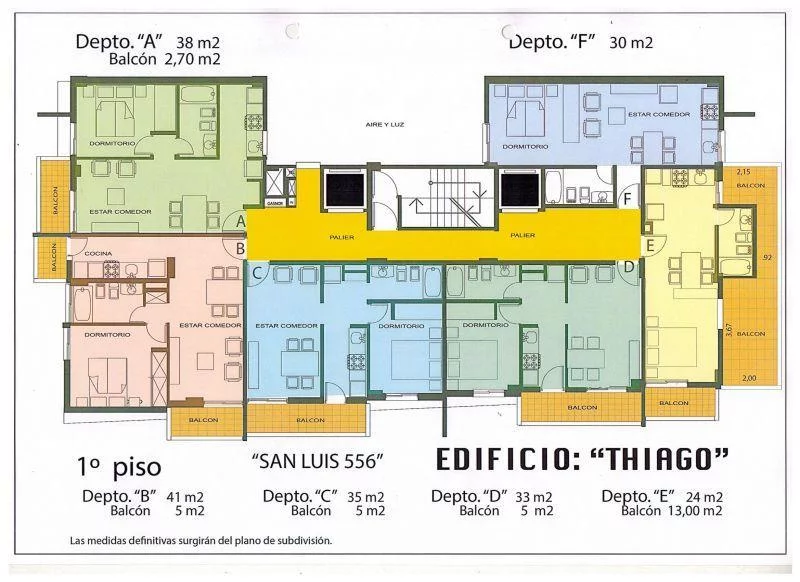 Depto. "A" 38 m2
Balcón 2,70 m2
Depto. "F" 30 m2
AIRE Y LUZ
DORMITORIO
ESTAR COMEDOR
BALCON
A
GASNOR
PALIER
PALIER
DORMITORIO
ESTAR COMEDOR
F
2,15
BALCON
BALCON
COCINA
B
C
D
E
.92
DORMITORIO
ESTAR COMEDOR
ESTAR COMEDOR
DORMITORIO
DORMITORIO
3,67
BALCON
2,00
BALCON
BALCON
BALCON
BALCON
1º piso
"SAN LUIS 556"
EDIFICIO: "THIAGO"
Depto. "B" 41 m2
Balcón 5 m2
Depto. "C" 35 m2
Balcón 5 m2
Depto. "D" 33 m2
Balcón 5 m2
Depto. "E" 24 m2
Balcón 13,00 m2
Las medidas definitivas surgirán del plano de subdivisión.